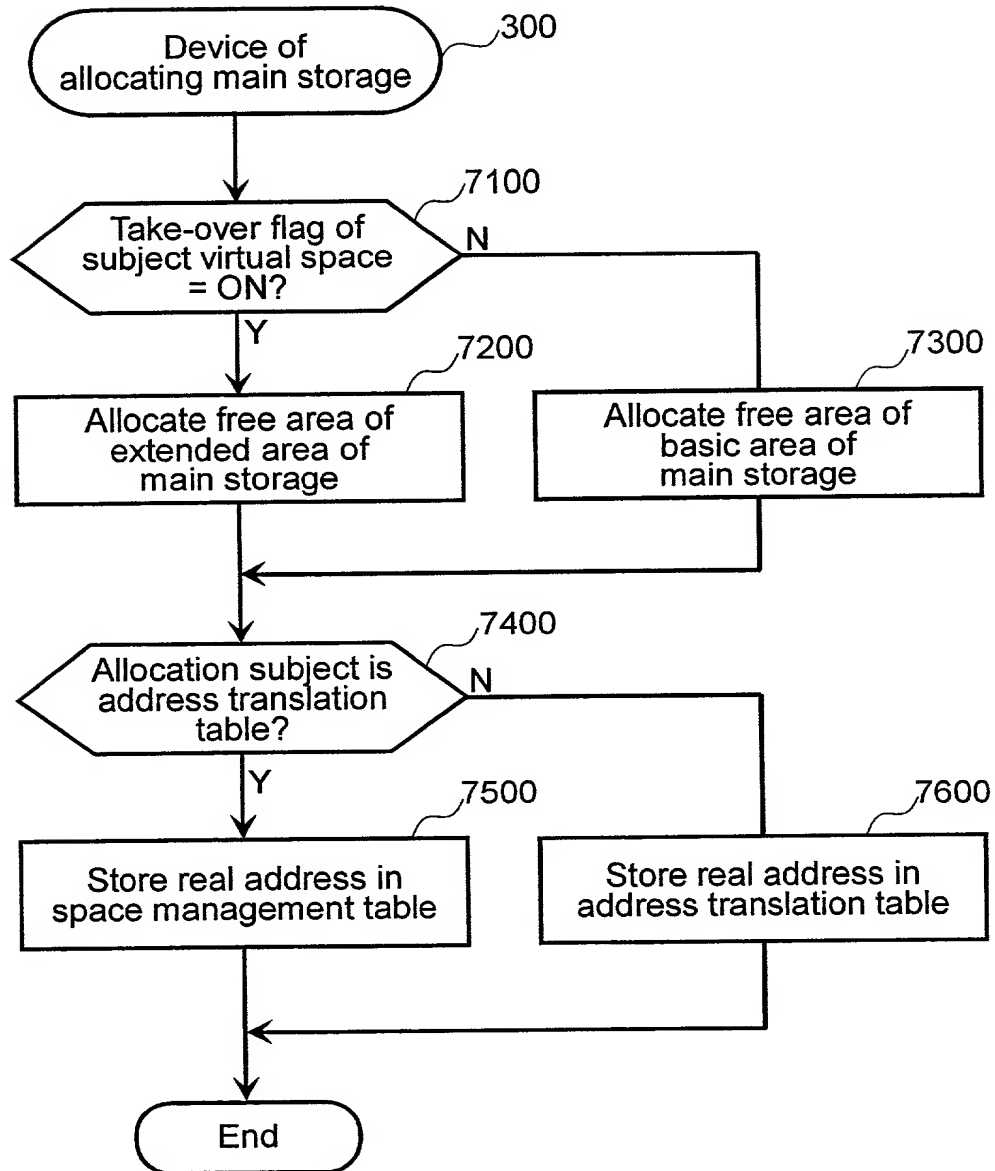 Device of
allocating main storage
300
7100
Take-over flag of
subject virtual space
= ON?
N
Y
7200
7300
Allocate free area of
extended area of
main storage
Allocate free area of
basic area of
main storage
7400
Allocation subject is
address translation
table?
N
Y
7500
7600
Store real address in
space management table
Store real address in
address translation table
End